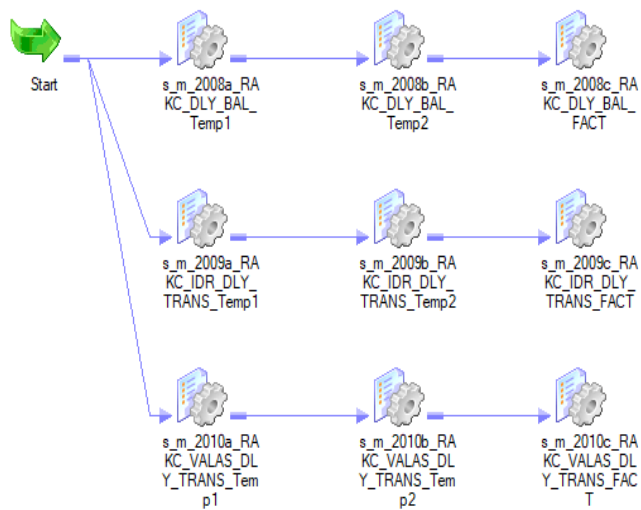 Start
s_m_2008a_RA
KC_DLY_BAL_
Temp1
s_m_2008b_RA
KC_DLY_BAL_
Temp2
s_m_2008c_RA
KC_DLY_BAL_
FACT
s_m_2009a_RA
KC_IDR_DLY_
TRANS_Temp1
s_m_2009b_RA
KC_IDR_DLY_
TRANS_Temp2
s_m_2009c_RA
KC_IDR_DLY_
TRANS_FACT
s_m_2010a_RA
KC_VALAS_DL
Y_TRANS_Tem
p1
s_m_2010b_RA
KC_VALAS_DL
Y_TRANS_Tem
p2
s_m_2010c_RA
KC_VALAS_DL
Y_TRANS_FAC
T